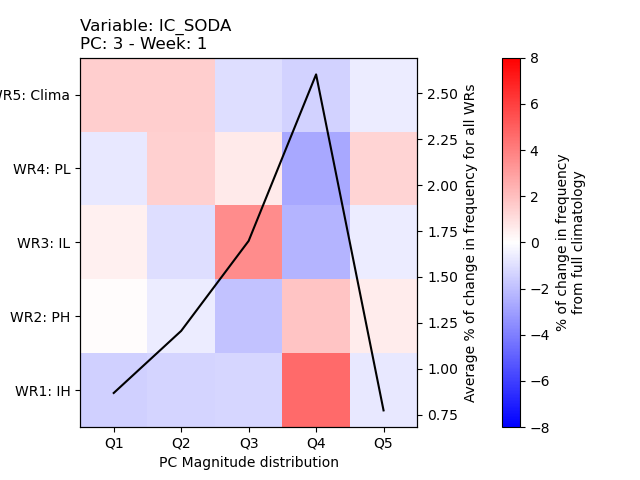 Variable: IC_SODA
PC: 3 - Week: 1
WR5: Clima
WR4: PL
WR3: IL
WR2: PH
WR1: IH
Q1 Q2 Q3 Q4 Q5
PC Magnitude distribution
2.50
2.25
2.00
1.75
1.50
1.25
1.00
0.75
Average % of change in frequency for all WRs
8
6
4
2
0
−2
−4
−6
−8
% of change in frequency
from full climatology